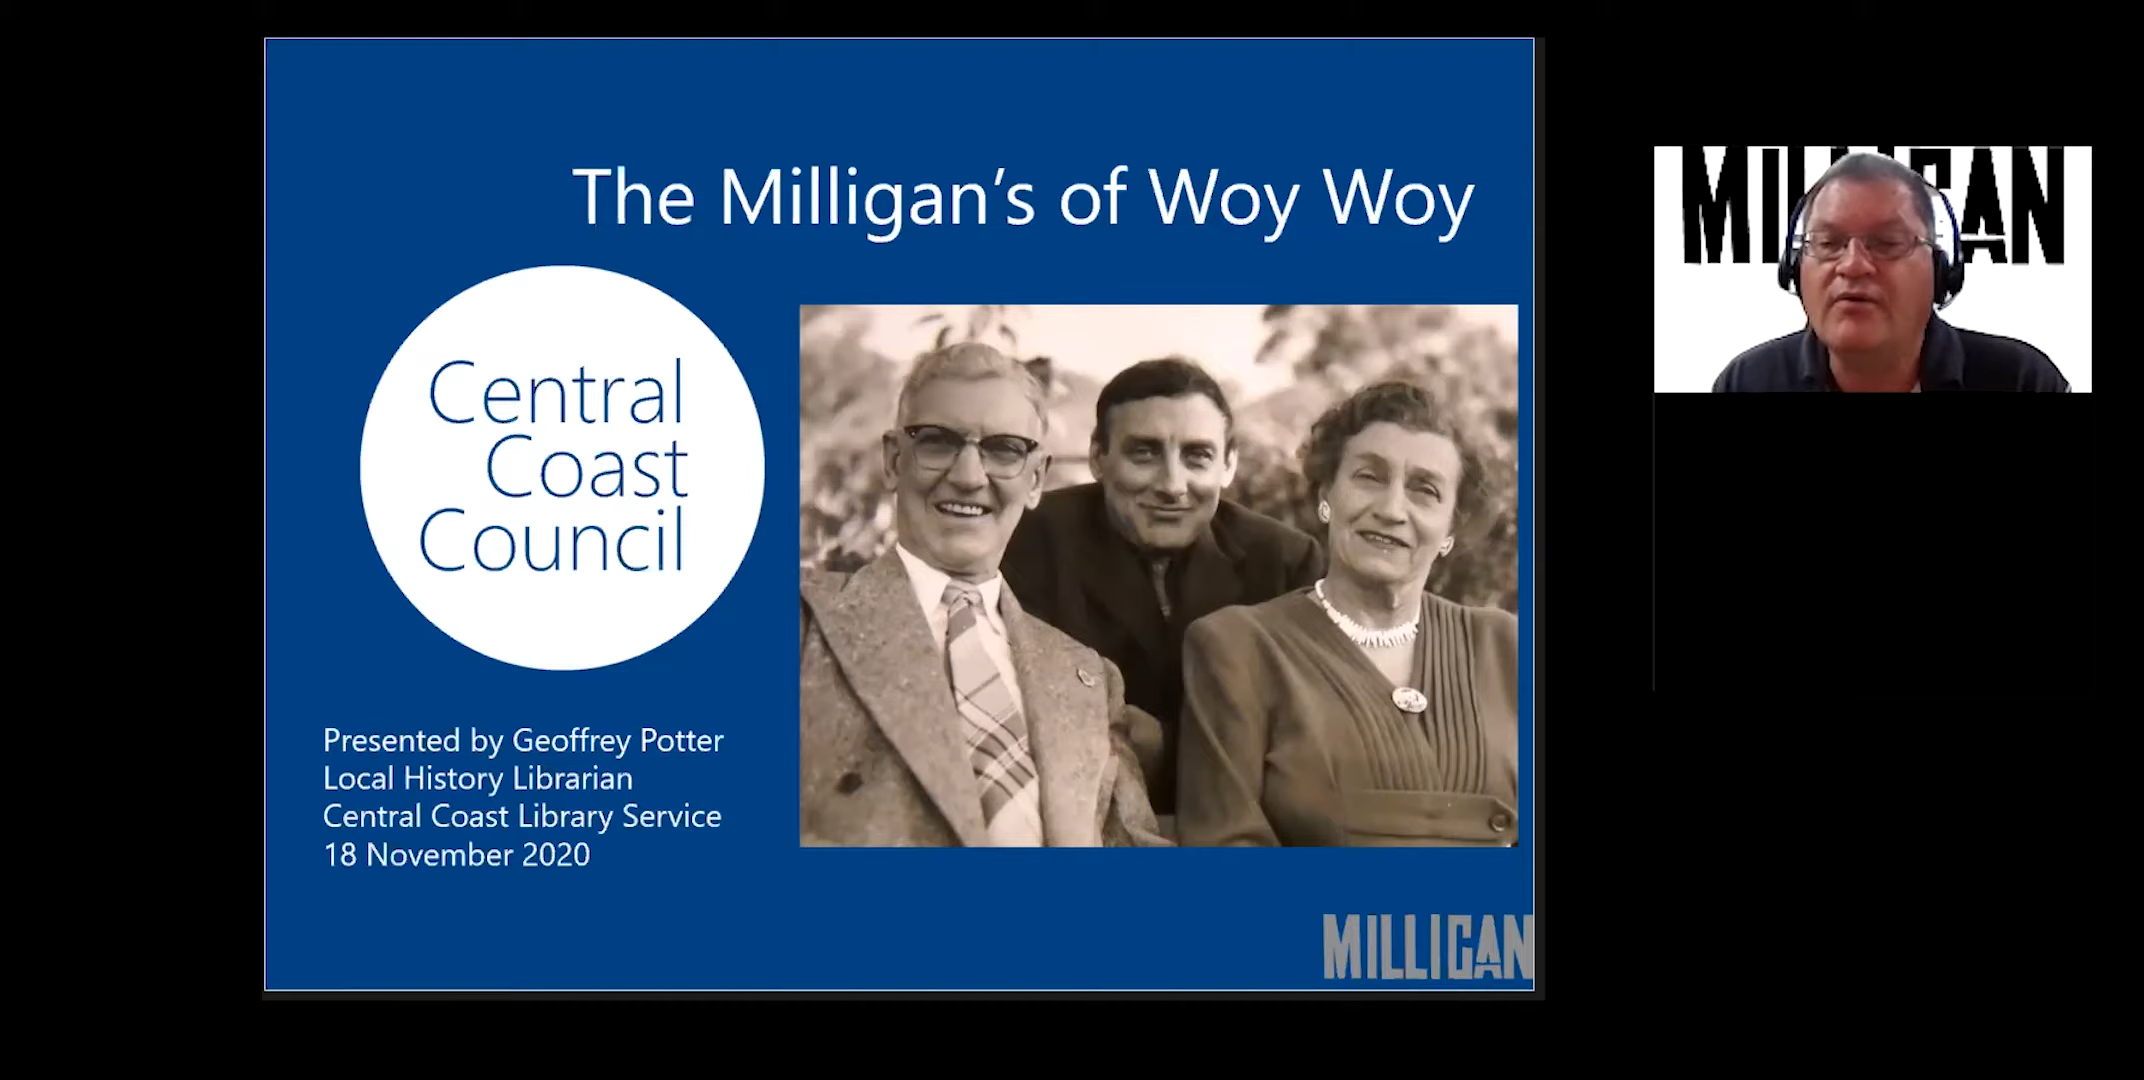 The Milligan’s of Woy Woy
Central
Coast
Council
Presented by Geoffrey Potter
Local History Librarian
Central Coast Library Service
18 November 2020
MILLIGAN
MILLIGAN